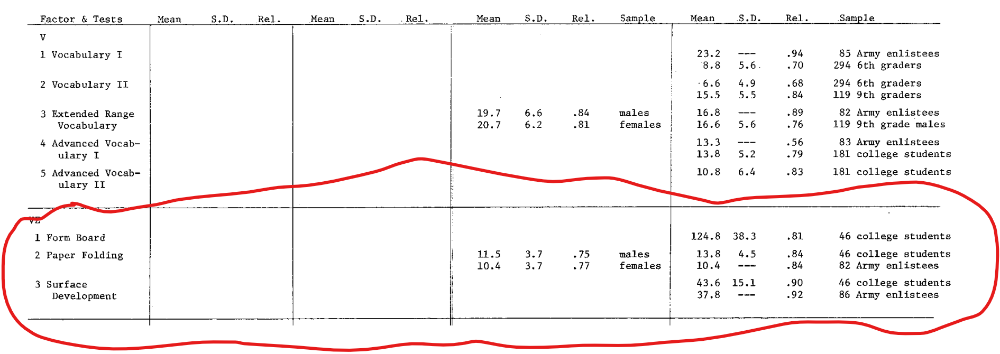 Factor & Tests Mean S.D. Rel. Mean S.D. Rel. Mean S.D. Rel. Sample Mean S.D. Rel. Sample
V
1 Vocabulary I 23.2 --- .94 85 Army enlistees
8.8 5.6 .70 294 6th graders
2 Vocabulary II 6.6 4.9 .68 294 6th graders
15.5 5.5 .84 119 9th graders
3 Extended Range 19.7 6.6 .84 males 16.8 --- .89 82 Army enlistees
Vocabulary 20.7 6.2 .81 females 16.6 5.6 .76 119 9th grade males
4 Advanced Vocab- 13.3 --- .56 83 Army enlistees
ulary I 13.8 5.2 .79 181 college students
5 Advanced Vocab- 10.8 6.4 .83 181 college students
ulary II
VZ
1 Form Board 124.8 38.3 .81 46 college students
2 Paper Folding 11.5 3.7 .75 males 13.8 4.5 .84 46 college students
10.4 3.7 .77 females 10.4 --- .84 82 Army enlistees
3 Surface 43.6 15.1 .90 46 college students
Development 37.8 --- .92 86 Army enlistees